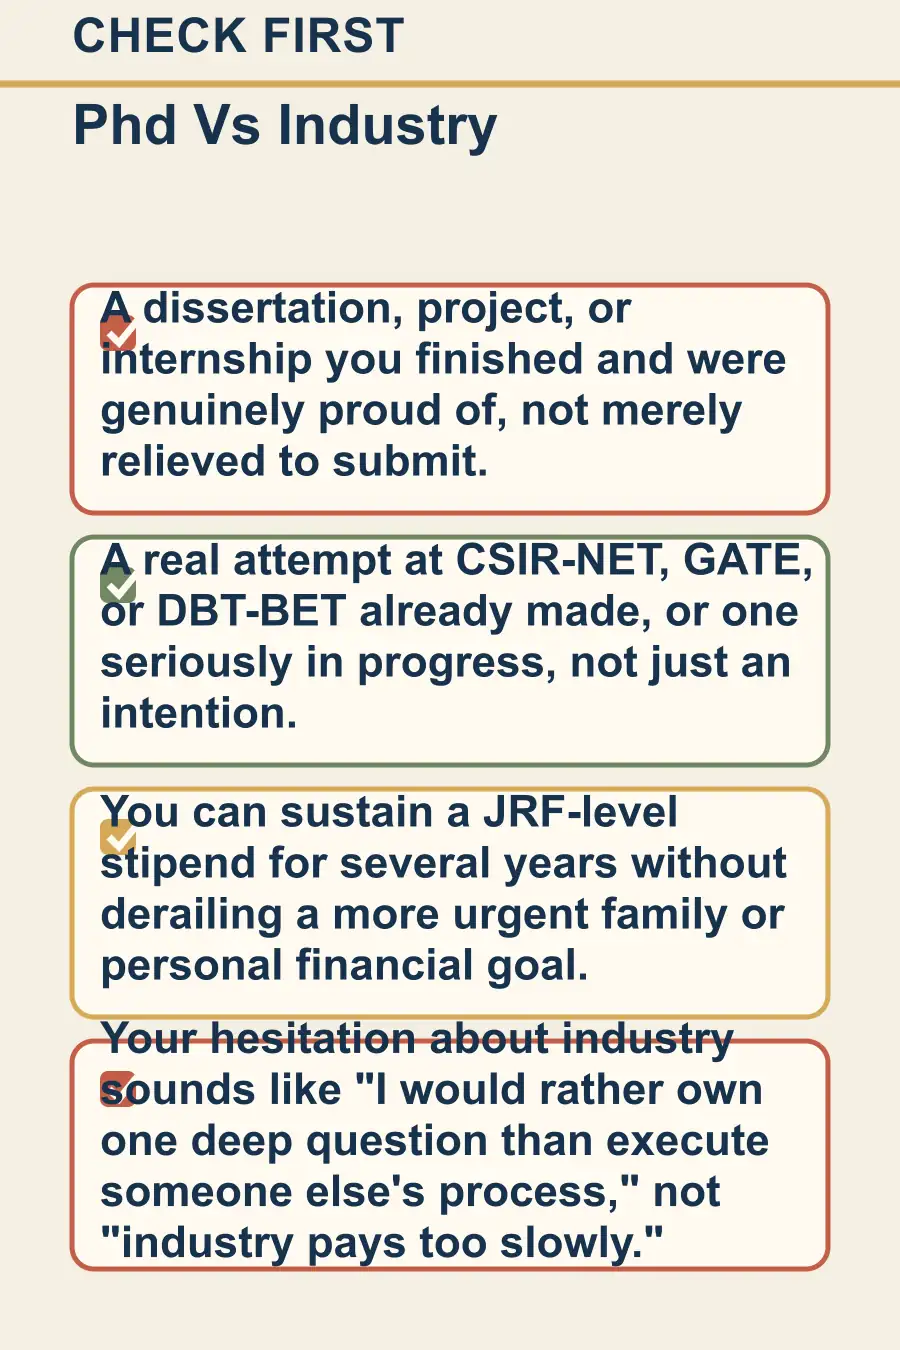 CHECK FIRST
Phd Vs Industry
A dissertation, project, or
internship you finished and were
genuinely proud of, not merely
relieved to submit.
A real attempt at CSIR-NET, GATE,
or DBT-BET already made, or one
seriously in progress, not just an
intention.
You can sustain a JRF-level
stipend for several years without
derailing a more urgent family or
personal financial goal.
Your hesitation about industry
sounds like "I would rather own
one deep question than execute
someone else's process," not
"industry pays too slowly."